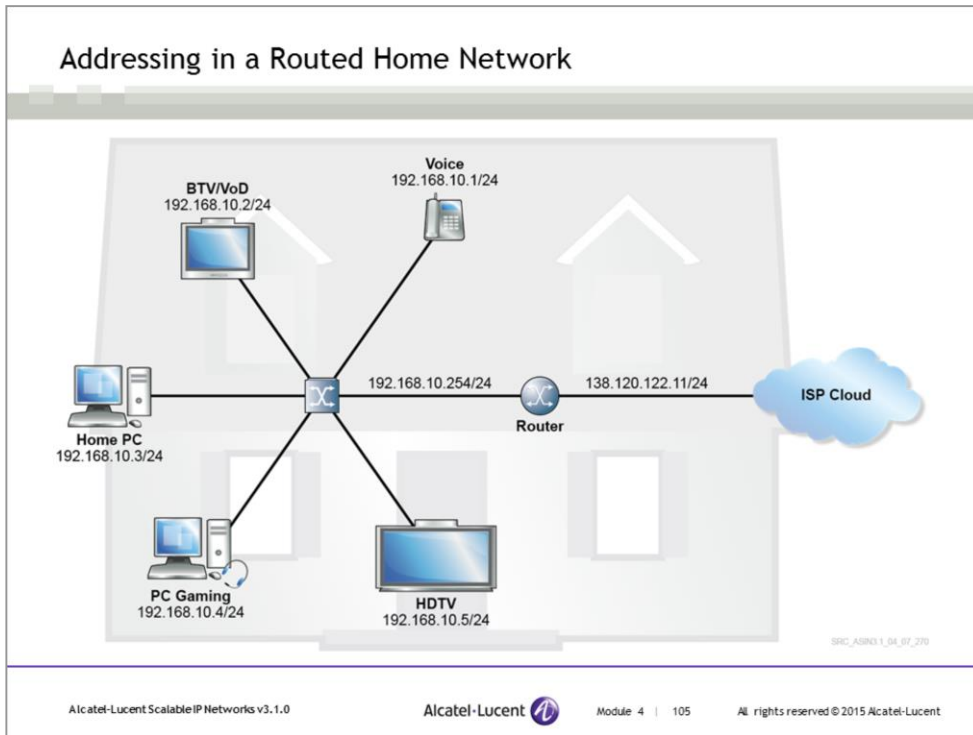 Addressing in a Routed Home Network
Voice
192.168.10.1/24
BTV/VoD
192.168.10.2/24
192.168.10.254/24
138.120.122.11/24
ISP Cloud
Router
Home PC
192.168.10.3/24
PC Gaming
192.168.10.4/24
HDTV
192.168.10.5/24
SRC_ASIN3.1_04_07_270
Alcatel-Lucent Scalable IP Networks v3.1.0
Alcatel·Lucent
Module 4 | 105
All rights reserved © 2015 Alcatel-Lucent